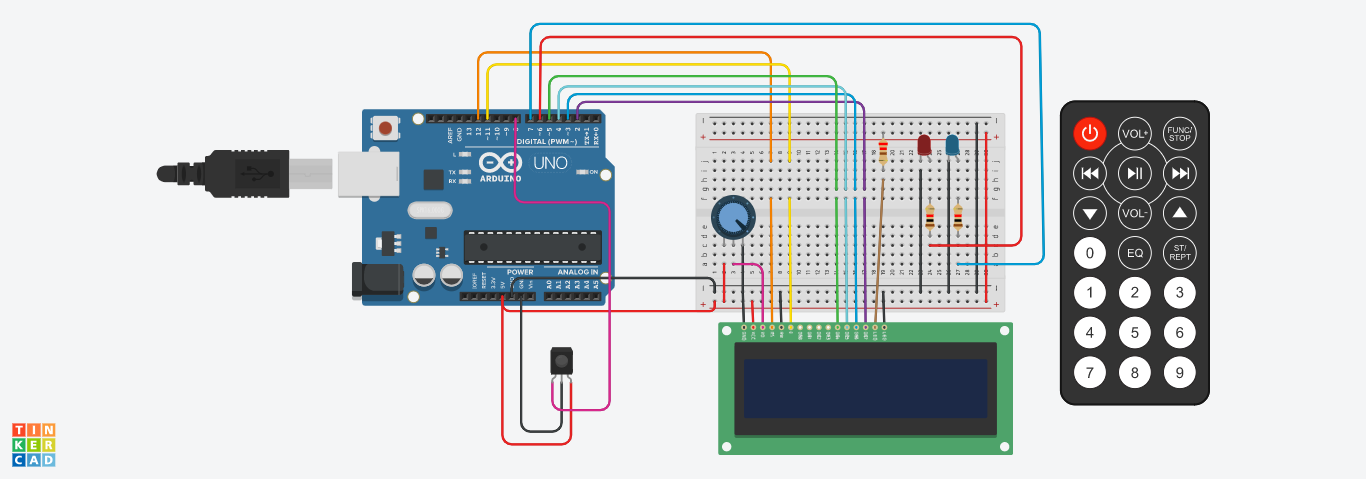 AREF
GND
13
12
~11
~10
~9
8
7
~6
~5
4
~3
2
TX→1
RX←0
DIGITAL (PWM~)
L
TX
RX
ARDUINO
UNO
ON
POWER
ANALOG IN
IOREF
RESET
3.3V
5V
GND
Vin
A0
A1
A2
A3
A4
A5
j
i
h
g
f
e
d
c
b
a
VOL+
FUNC/
STOP
VOL-
0
EQ
ST/
REPT
1
2
3
4
5
6
7
8
9
TIN
KER
CAD